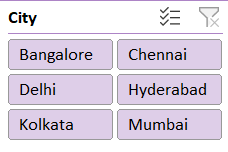 City
Bangalore Chennai
Delhi Hyderabad
Kolkata Mumbai